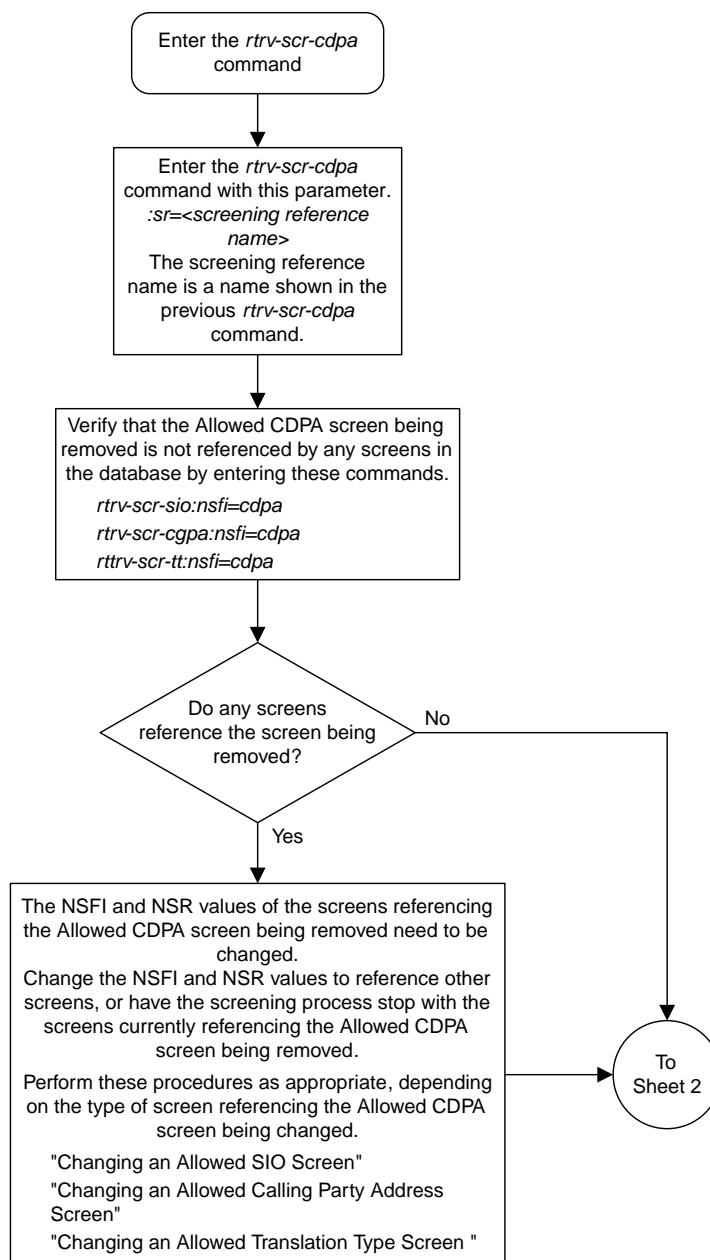 Enter the rtrv-scr-cdpa
command
Enter the rtrv-scr-cdpa
command with this parameter.
:sr=<screening reference
name>
The screening reference
name is a name shown in the
previous rtrv-scr-cdpa
command.
Verify that the Allowed CDPA screen being
removed is not referenced by any screens in
the database by entering these commands.
rtrv-scr-sio:nsfi=cdpa
rtrv-scr-cgpa:nsfi=cdpa
rttrv-scr-tt:nsfi=cdpa
Do any screens
reference the screen being
removed?
No
Yes
The NSFI and NSR values of the screens referencing
the Allowed CDPA screen being removed need to be
changed.
Change the NSFI and NSR values to reference other
screens, or have the screening process stop with the
screens currently referencing the Allowed CDPA
screen being removed.
Perform these procedures as appropriate, depending
on the type of screen referencing the Allowed CDPA
screen being changed.
"Changing an Allowed SIO Screen"
"Changing an Allowed Calling Party Address
Screen"
"Changing an Allowed Translation Type Screen "
To
Sheet 2